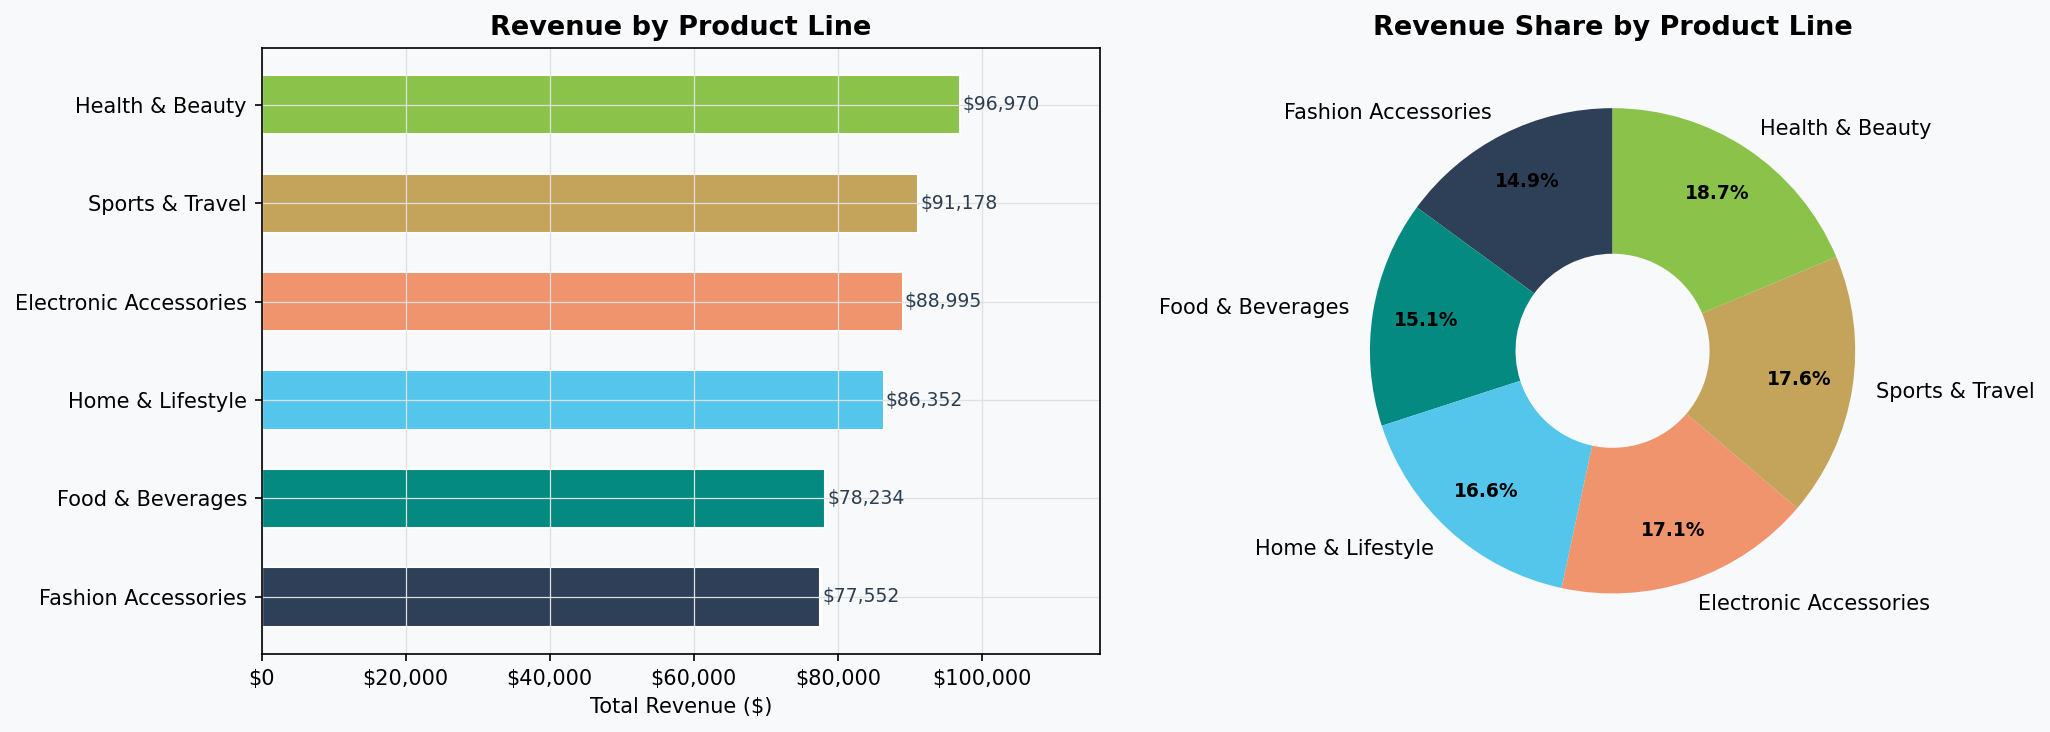 Revenue by Product Line
Health & Beauty
$96,970
Sports & Travel
$91,178
Electronic Accessories
$88,995
Home & Lifestyle
$86,352
Food & Beverages
$78,234
Fashion Accessories
$77,552
$0
$20,000
$40,000
$60,000
$80,000
$100,000
Total Revenue ($)
Revenue Share by Product Line
Health & Beauty
18.7%
Sports & Travel
17.6%
Electronic Accessories
17.1%
Home & Lifestyle
16.6%
Food & Beverages
15.1%
Fashion Accessories
14.9%